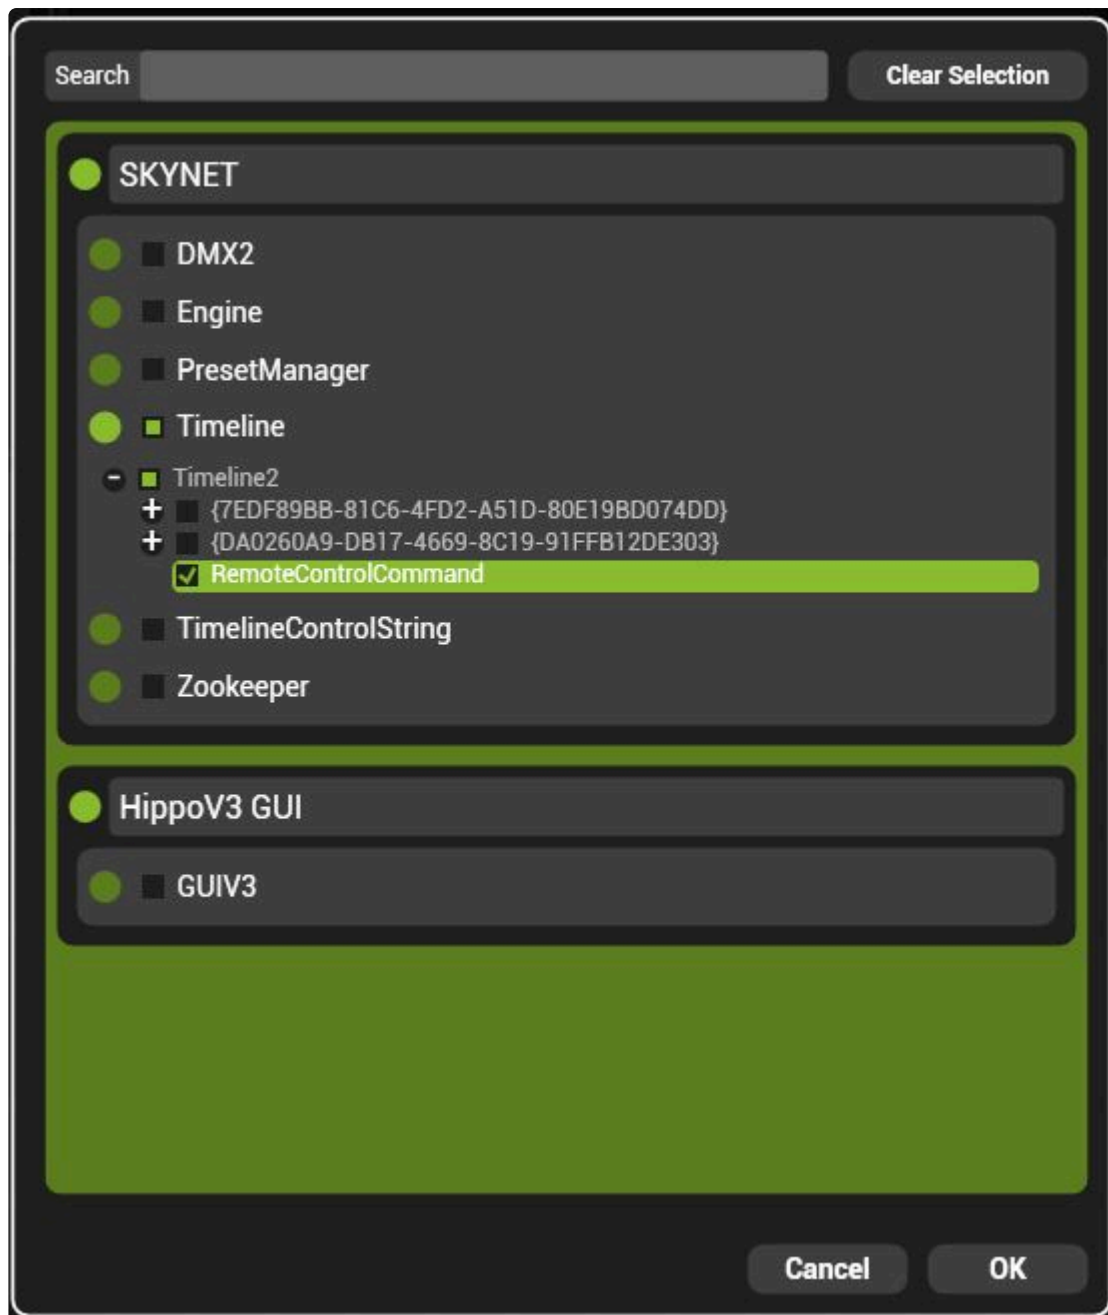 Search
Clear Selection
SKYNET
DMX2
Engine
PresetManager
Timeline
Timeline2
{7EDF89BB-81C6-4FD2-A51D-80E19BD074DD}
{DA0260A9-DB17-4669-8C19-91FFB12DE303}
RemoteControlCommand
TimelineControlString
Zookeeper
HippoV3 GUI
GUIV3
Cancel
OK